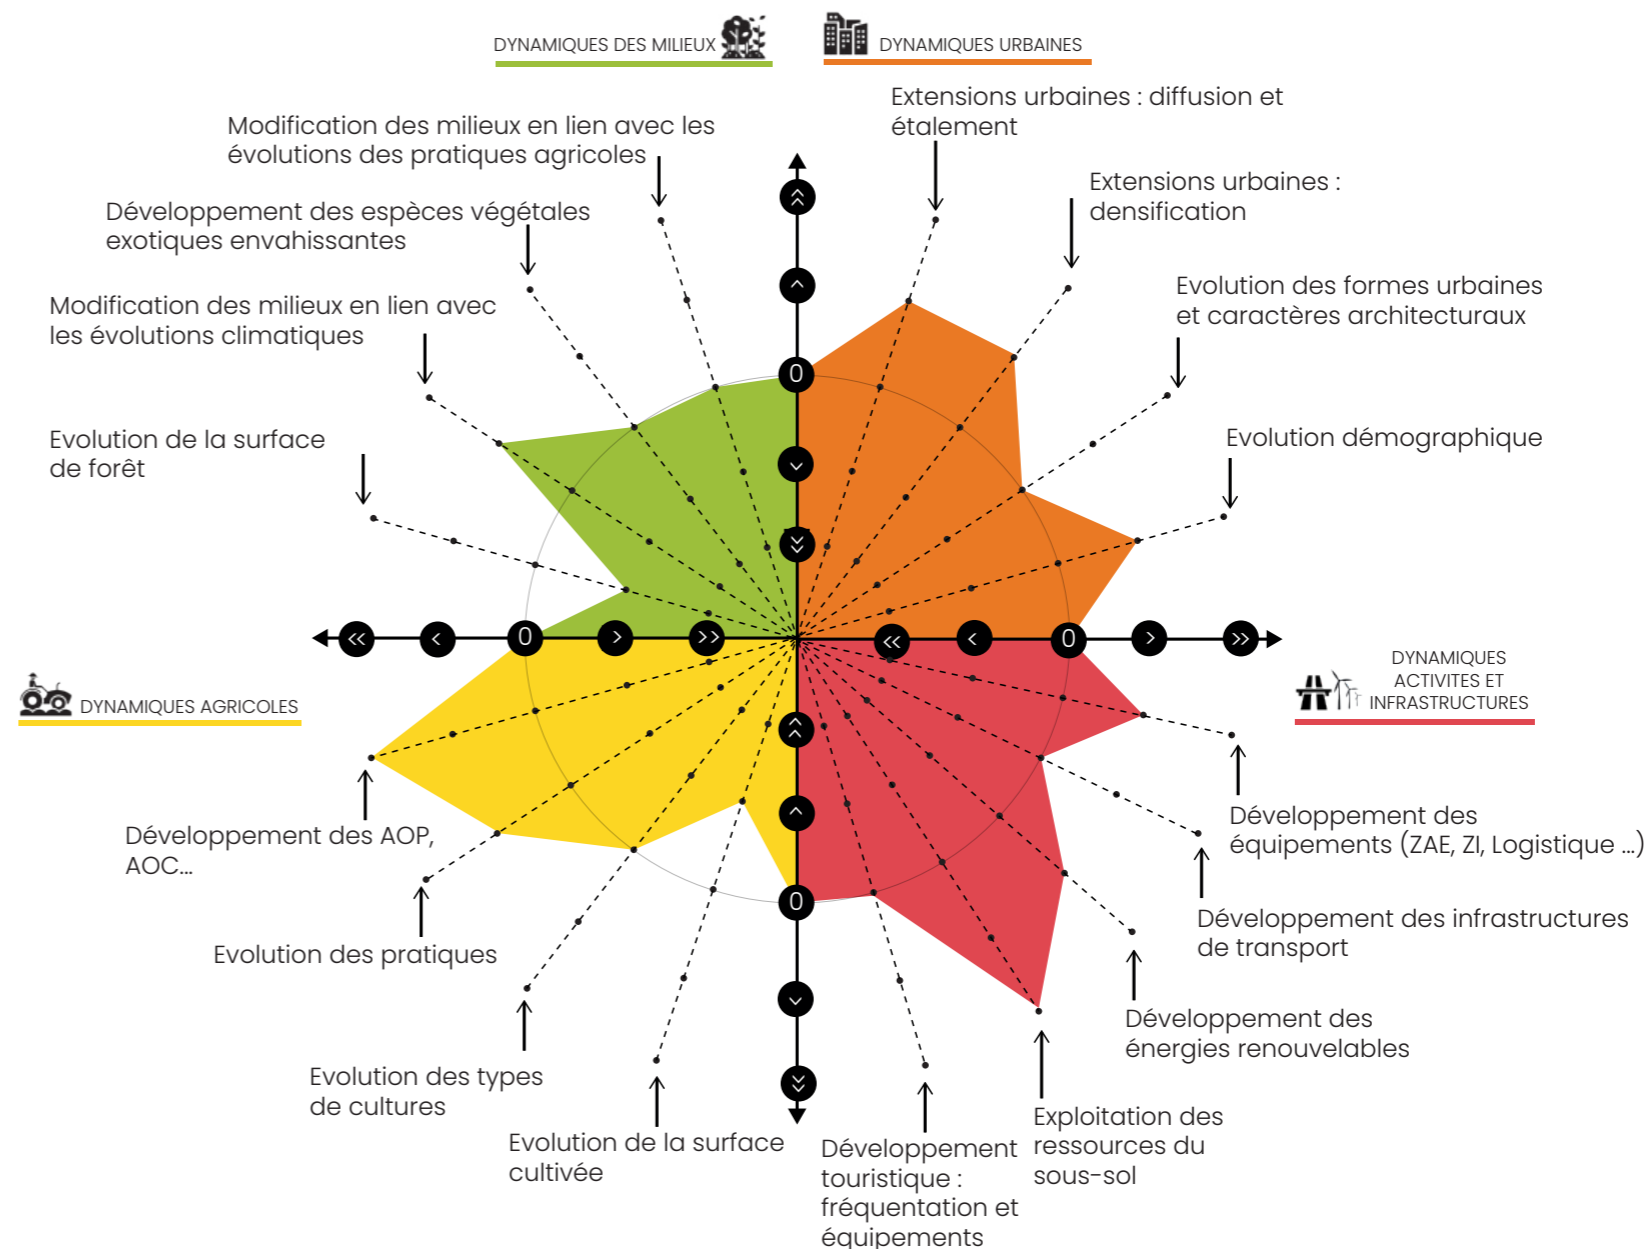 DYNAMIQUES DES MILIEUX
DYNAMIQUES URBAINES
Extensions urbaines : diffusion et
étalement
Modification des milieux en lien avec les
évolutions des pratiques agricoles
Extensions urbaines :
densification
Développement des espèces végétales
exotiques envahissantes
Evolution des formes urbaines
et caractères architecturaux
Modification des milieux en lien avec
les évolutions climatiques
0
Evolution démographique
Evolution de la surface
de forêt
<<
<
0
>
>>
<<
<
0
>
>>
DYNAMIQUES
ACTIVITES ET
INFRASTRUCTURES
DYNAMIQUES AGRICOLES
Développement des
équipements (ZAE, ZI, Logistique ...)
Développement des AOP,
AOC...
0
Développement des infrastructures
de transport
Evolution des pratiques
Développement des
énergies renouvelables
Evolution des types
de cultures
Exploitation des
ressources du
sous-sol
Evolution de la surface
cultivée
Développement
touristique :
fréquentation et
équipements